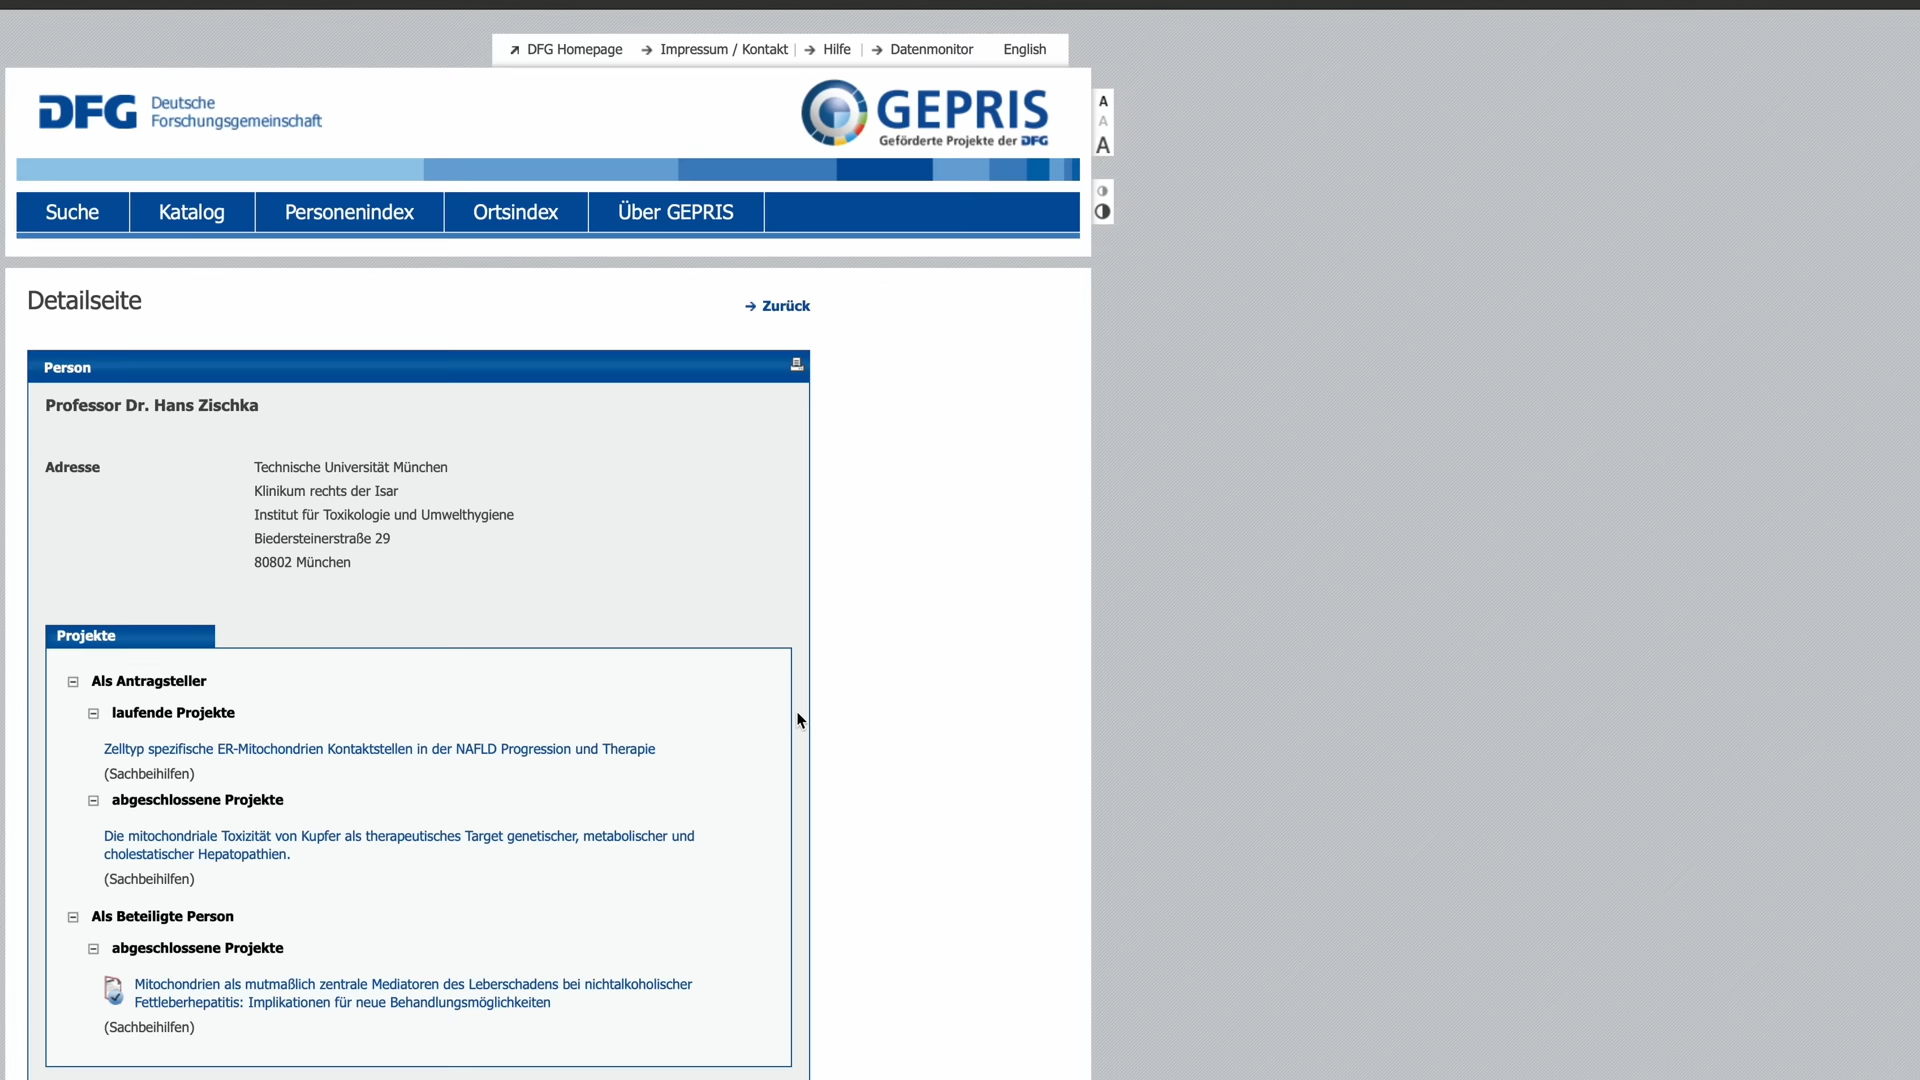 DFG Homepage Impressum / Kontakt | Hilfe | Datenmonitor English
DFG Deutsche
Forschungsgemeinschaft
GEPRIS
Geförderte Projekte der DFG
A
A
A
Suche Katalog Personenindex Ortsindex Über GEPRIS
Detailseite
Zurück
Person
Professor Dr. Hans Zischka
Adresse
Technische Universität München
Klinikum rechts der Isar
Institut für Toxikologie und Umwelthygiene
Biedersteinerstraße 29
80802 München
Projekte
Als Antragsteller
laufende Projekte
Zelltyp spezifische ER-Mitochondrien Kontaktstellen in der NAFLD Progression und Therapie
(Sachbeihilfen)
abgeschlossene Projekte
Die mitochondriale Toxizität von Kupfer als therapeutisches Target genetischer, metabolischer und
cholestatischer Hepatopathien.
(Sachbeihilfen)
Als Beteiligte Person
abgeschlossene Projekte
Mitochondrien als mutmaßlich zentrale Mediatoren des Leberschadens bei nichtalkoholischer
Fettleberhepatitis: Implikationen für neue Behandlungsmöglichkeiten
(Sachbeihilfen)